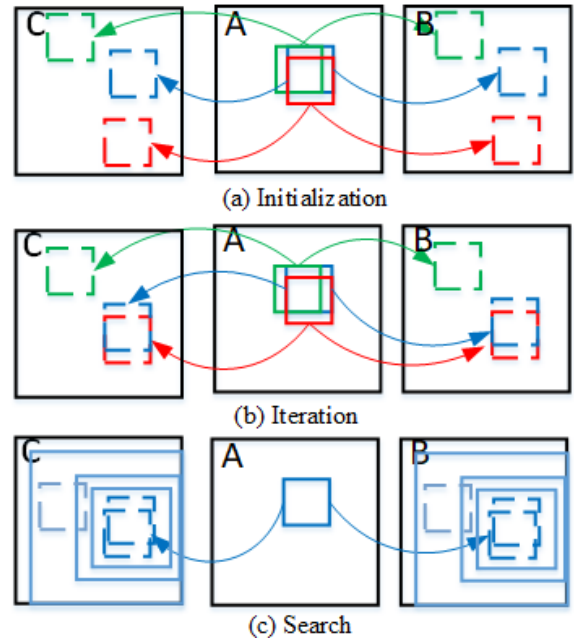 C A B
(a) Initialization
C A B
(b) Iteration
C A B
(c) Search